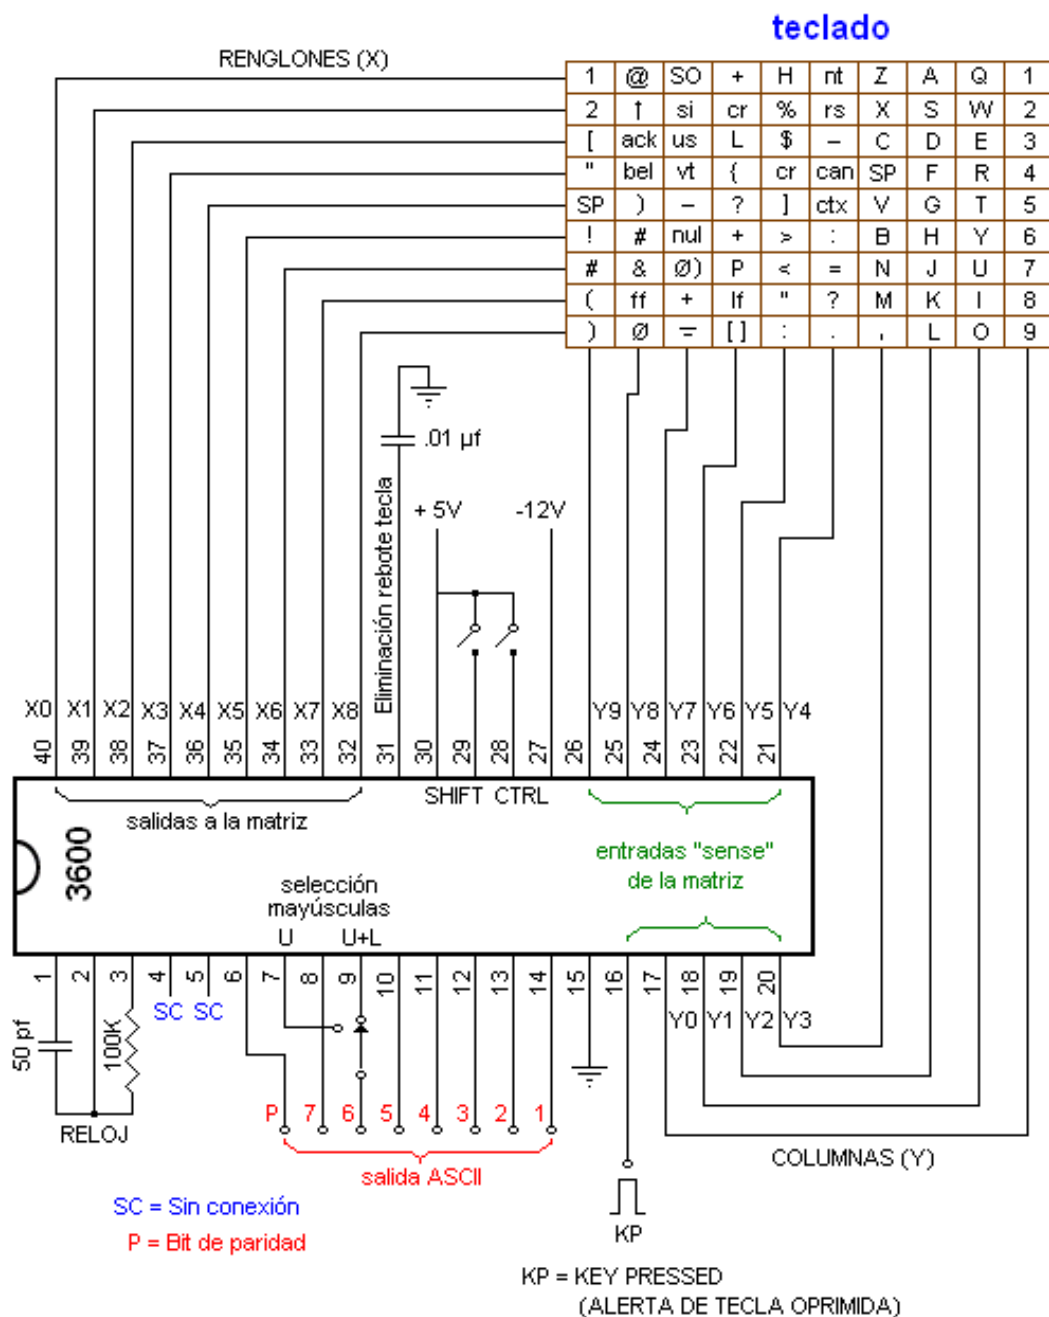 teclado
RENGLONES (X)
1 @ SO + H nt Z A Q 1
2 ↑ si cr % rs X S W 2
[ ack us L $ – C D E 3
" bel vt { cr can SP F R 4
SP ) – ? ] ctx V G T 5
! # nul + > : B H Y 6
# & Ø) P < = N J U 7
( ff + lf " ? M K I 8
) Ø = [ ] : . , L O 9
.01 µf
Eliminación rebote tecla
+ 5V -12V
X0 X1 X2 X3 X4 X5 X6 X7 X8 Y9 Y8 Y7 Y6 Y5 Y4
40 39 38 37 36 35 34 33 32 31 30 29 28 27 26 25 24 23 22 21
SHIFT CTRL
salidas a la matriz
3600
entradas "sense"
de la matriz
selección
mayúsculas
U U+L
1 2 3 4 5 6 7 8 9 10 11 12 13 14 15 16 17 18 19 20
SC SC
Y0 Y1 Y2 Y3
50 pf
100K
P 7 6 5 4 3 2 1
RELOJ
salida ASCII
COLUMNAS (Y)
SC = Sin conexión
P = Bit de paridad
KP
KP = KEY PRESSED
(ALERTA DE TECLA OPRIMIDA)